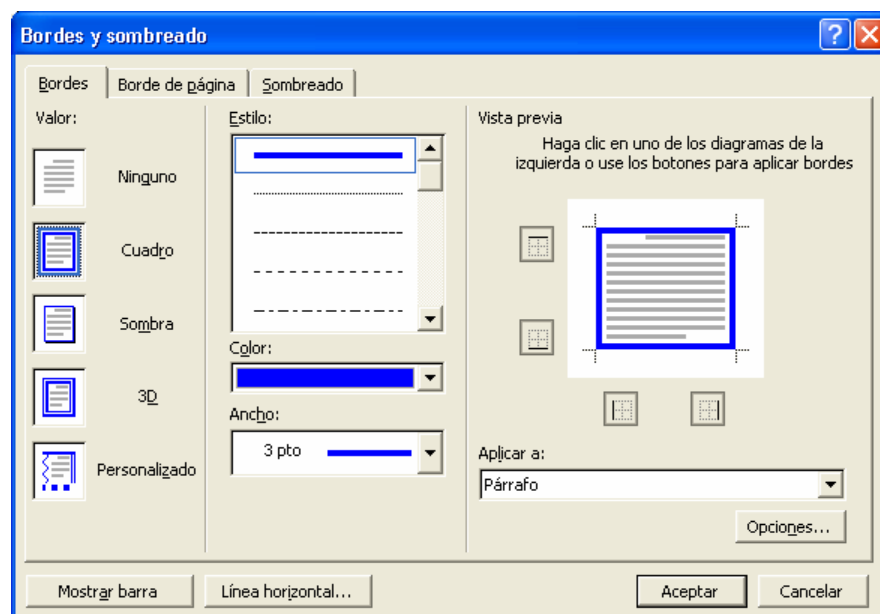 Bordes y sombreado
Bordes
Borde de página
Sombreado
Valor:
Ninguno
Cuadro
Sombra
3D
Personalizado
Estilo:
Color:
Ancho:
3 pto
Vista previa
Haga clic en uno de los diagramas de la
izquierda o use los botones para aplicar bordes
Aplicar a:
Párrafo
Opciones...
Mostrar barra
Línea horizontal...
Aceptar
Cancelar